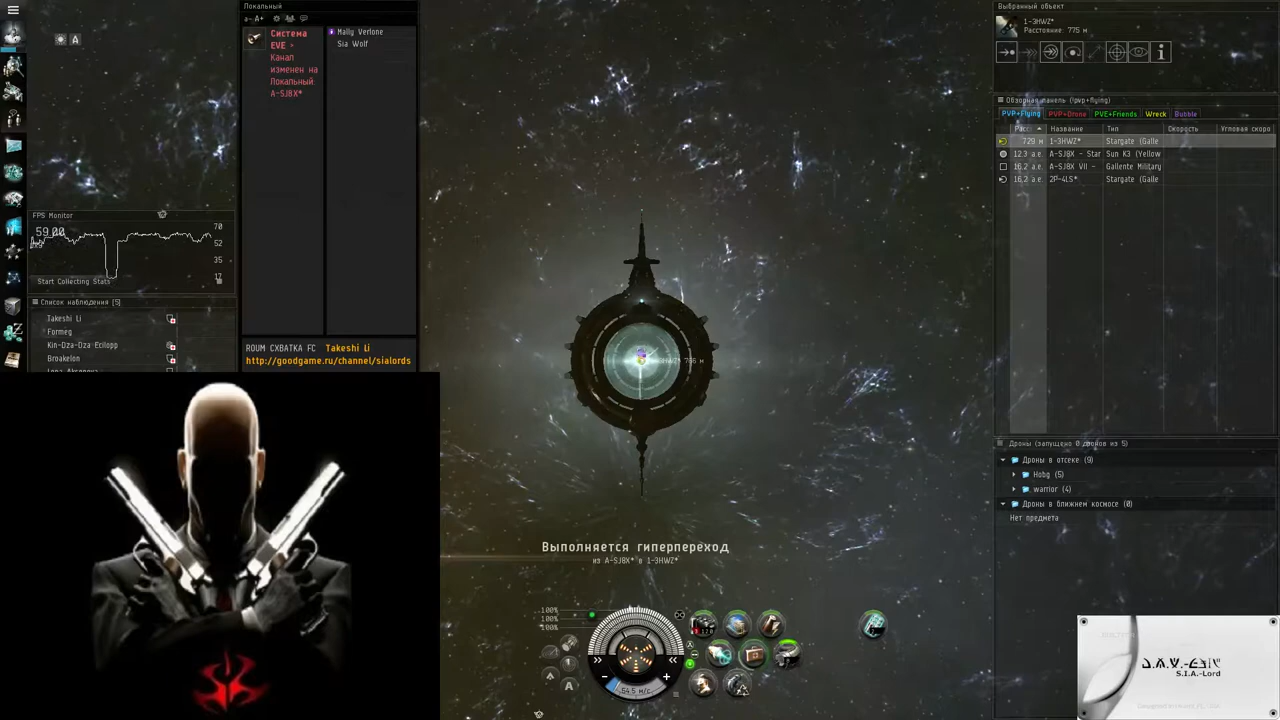 Локальный
Система
EVE >
Канал
изменен на
Локальный:
A-SJ8X*
Mally Verlone
Sia Wolf
FPS Monitor
59.00
70
52
35
17
Start Collecting Stats
Список наблюдения [5]
Takeshi Li
Formeg
Kin-Dza-Dza Ecilopp
Broakelon
ROUM СХВАТКА FC Takeshi Li
http://goodgame.ru/channel/sialords
Выполняется гиперпереход
из A-SJ8X* в 1-3HWZ*
100%
100%
100%
54.5 м/с
Выбранный объект
1-3HWZ*
Расстояние: 775 м
Обзорная панель (!pvp+flying)
PVP+Flying PVP+Drone PVE+Friends Wreck Bubble
Расс Название Тип Скорость Угловая скоро
729 м 1-3HWZ* Stargate (Galle
12.3 а.е. A-SJ8X - Star Sun K3 (Yellow
16.2 а.е. A-SJ8X VII - Gallente Military
16.2 а.е. 2P-4LS* Stargate (Galle
Дроны (запущено 0 дронов из 5)
Дроны в отсеке (9)
Hobg (5)
warrior (4)
Дроны в ближнем космосе (0)
Нет предмета
S.I.A.-Lord